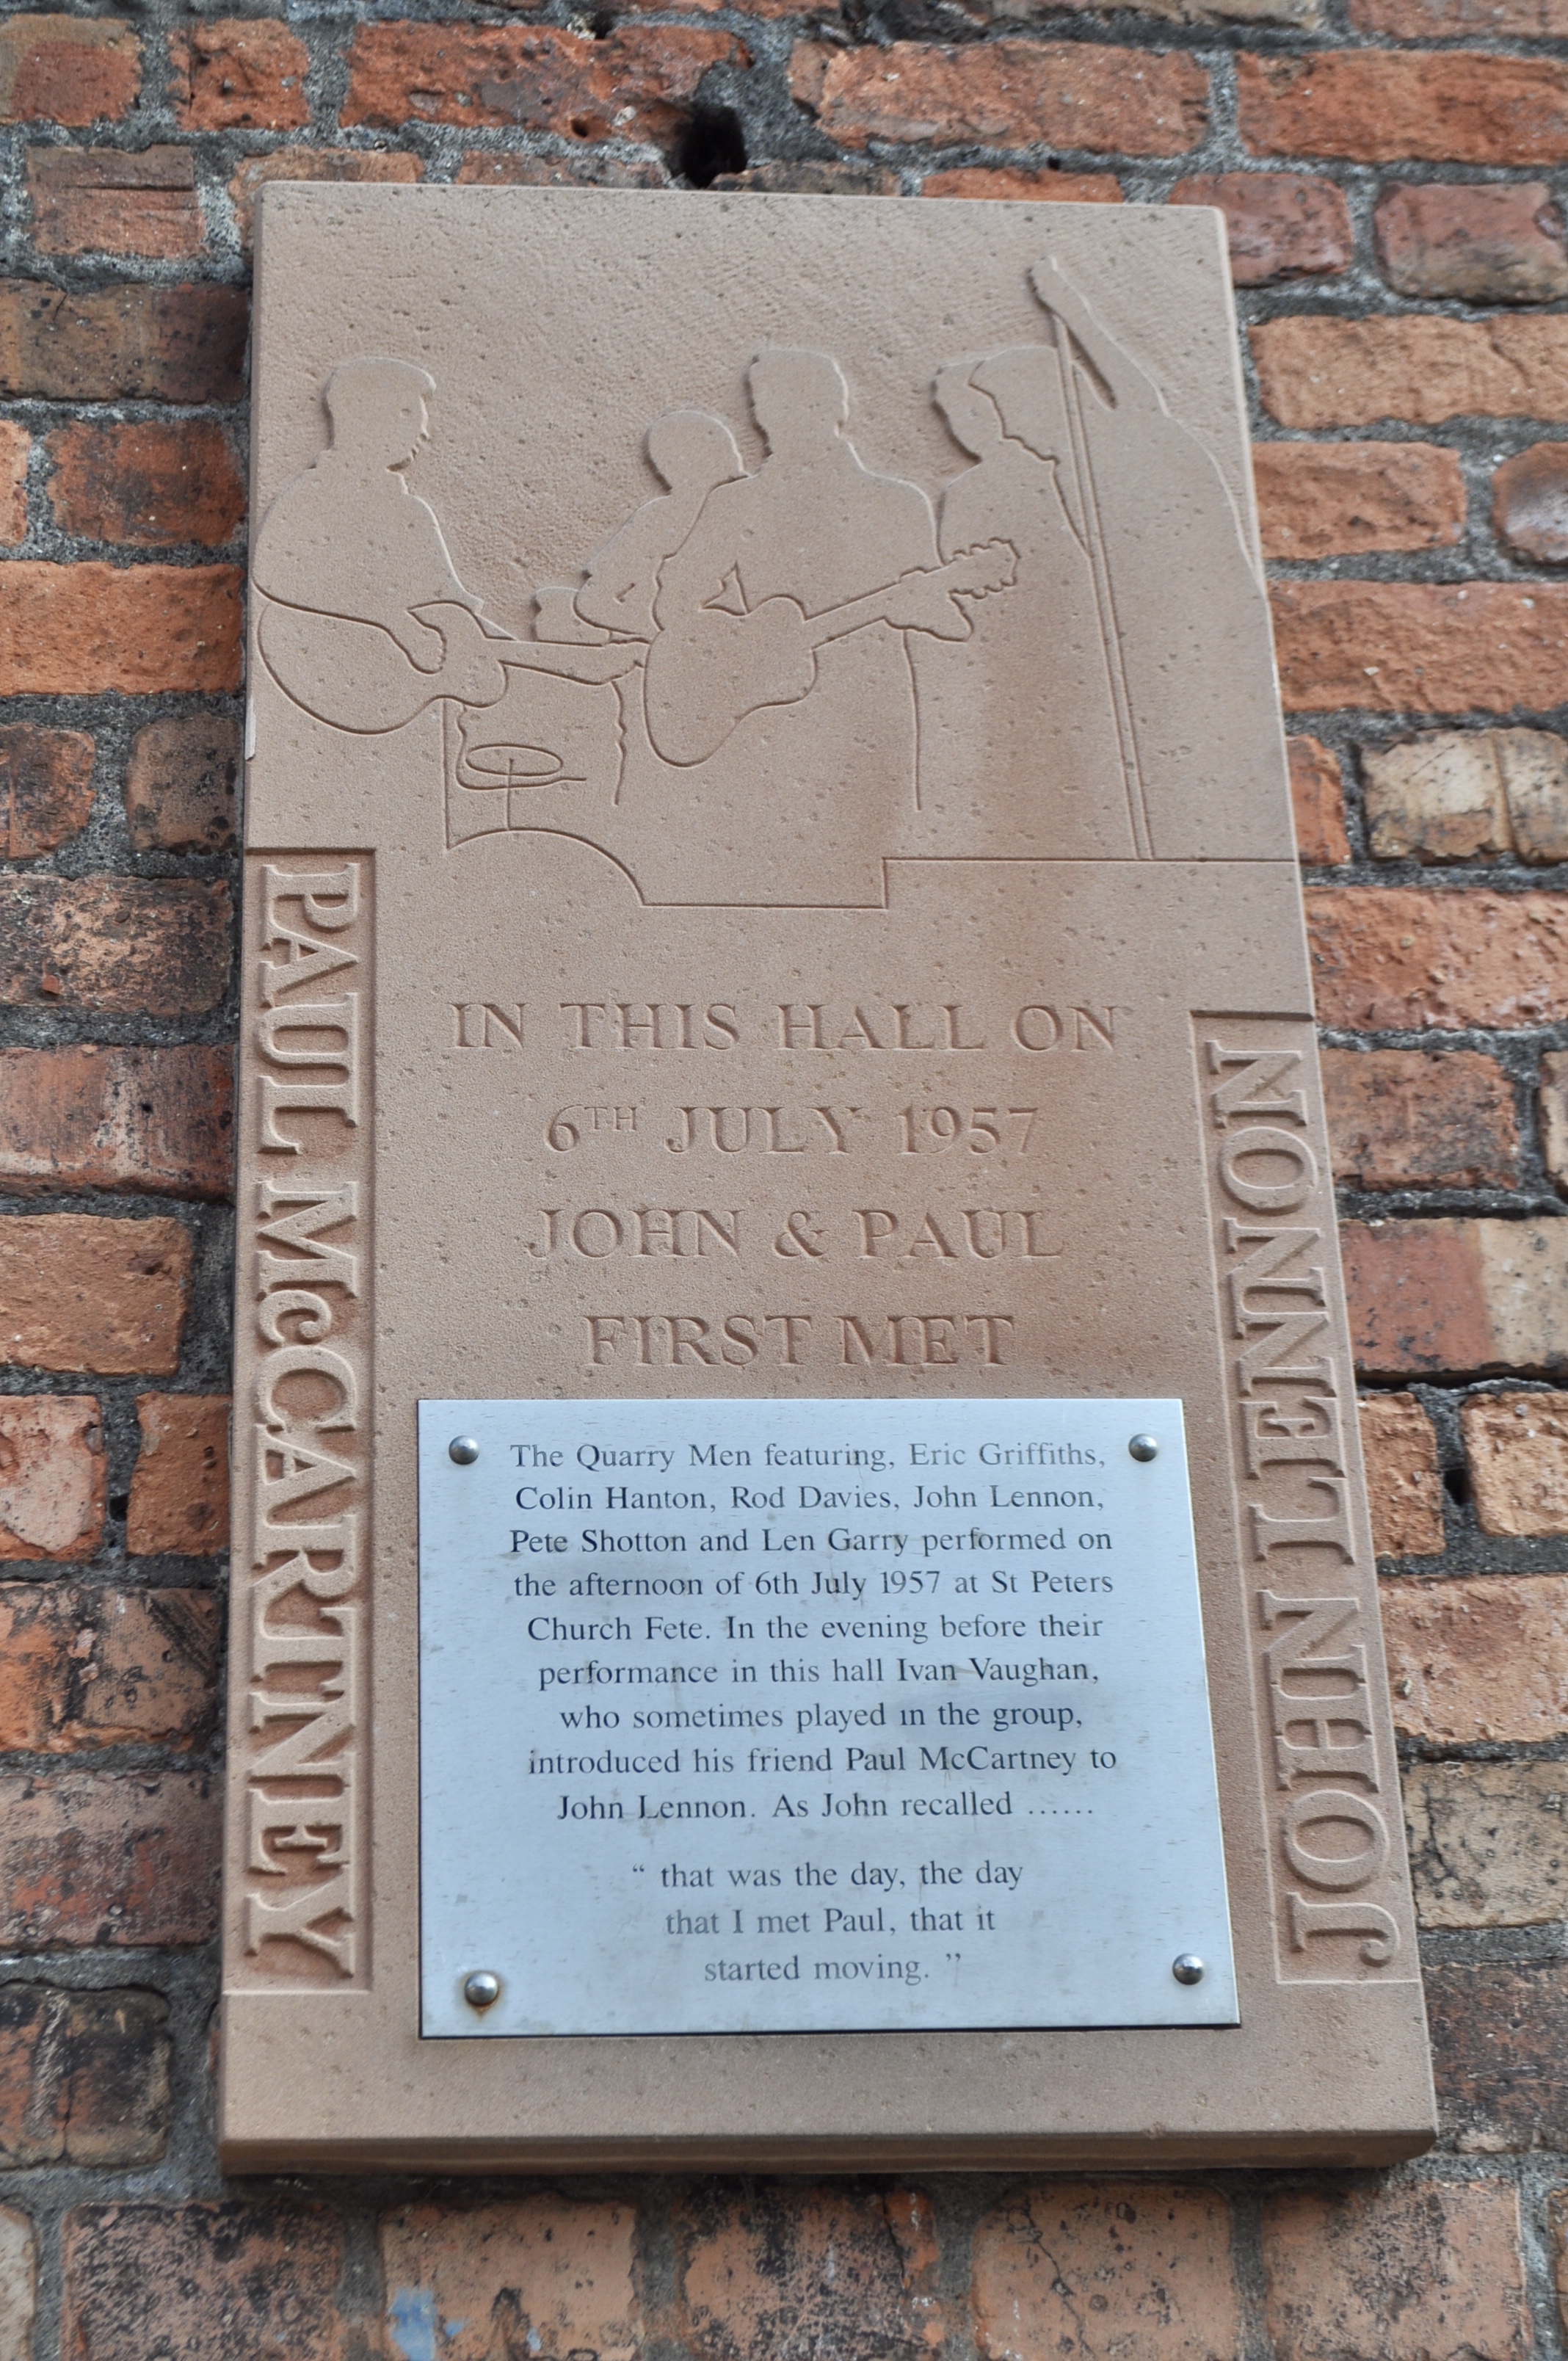 IN THIS HALL ON
6TH JULY 1957
JOHN & PAUL
FIRST MET
PAUL McCARTNEY
JOHN LENNON
The Quarry Men featuring, Eric Griffiths,
Colin Hanton, Rod Davies, John Lennon,
Pete Shotton and Len Garry performed on
the afternoon of 6th July 1957 at St Peters
Church Fete. In the evening before their
performance in this hall Ivan Vaughan,
who sometimes played in the group,
introduced his friend Paul McCartney to
John Lennon. As John recalled ......
“ that was the day, the day
that I met Paul, that it
started moving. ”